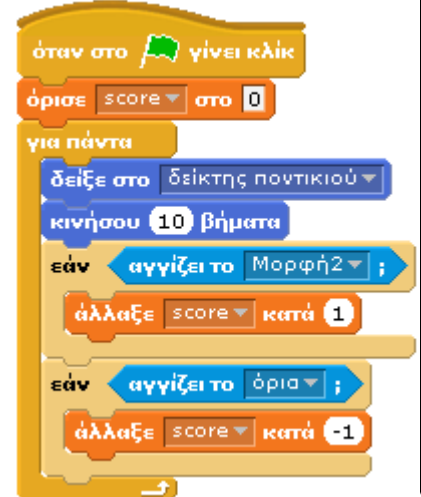 όταν στο γίνει κλικ
όρισε score στο 0
για πάντα
δείξε στο δείκτης ποντικιού
κινήσου 10 βήματα
εάν αγγίζει το Μορφή2 ;
άλλαξε score κατά 1
εάν αγγίζει το όρια ;
άλλαξε score κατά -1